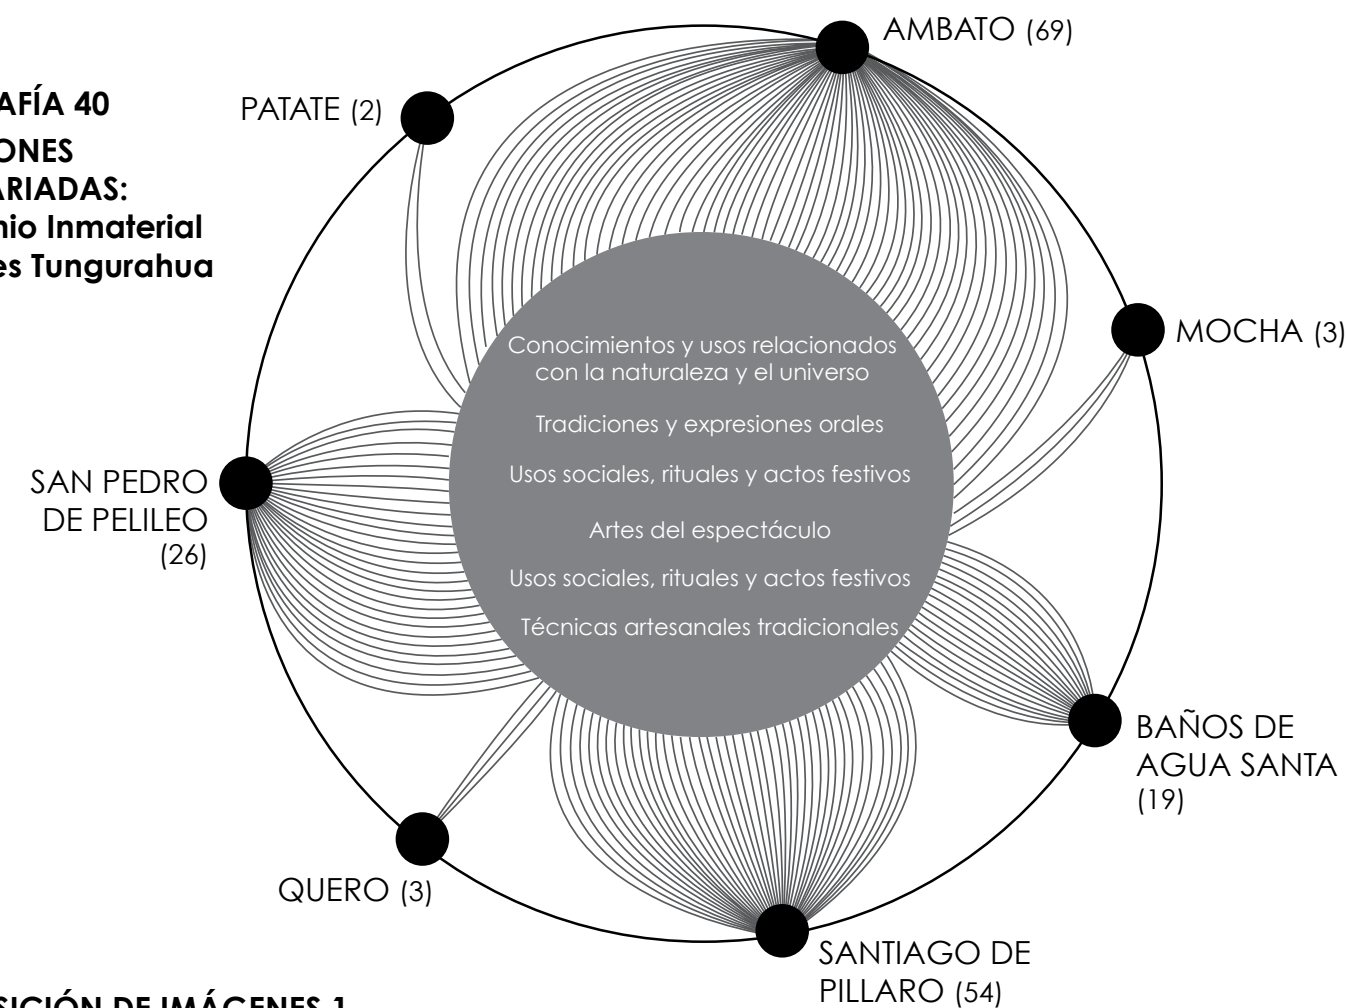 AFÍA 40
ONES
ARIADAS:
nio Inmaterial
es Tungurahua
AMBATO (69)
PATATE (2)
MOCHA (3)
Conocimientos y usos relacionados
con la naturaleza y el universo
Tradiciones y expresiones orales
Usos sociales, rituales y actos festivos
Artes del espectáculo
Usos sociales, rituales y actos festivos
Técnicas artesanales tradicionales
SAN PEDRO
DE PELILEO
(26)
BAÑOS DE
AGUA SANTA
(19)
QUERO (3)
SANTIAGO DE
PILLARO (54)
SICIÓN DE IMÁGENES 1